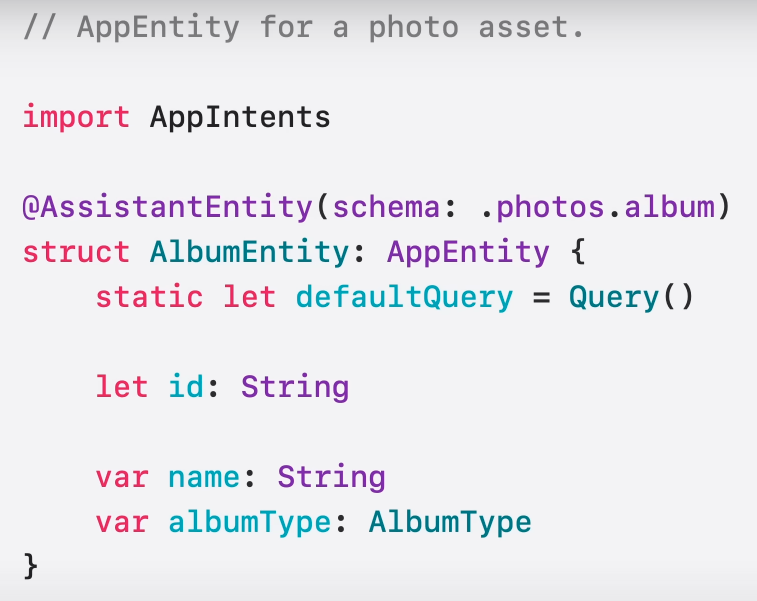 // AppEntity for a photo asset.
import AppIntents
@AssistantEntity(schema: .photos.album)
struct AlbumEntity: AppEntity {
    static let defaultQuery = Query()
    let id: String
    var name: String
    var albumType: AlbumType
}